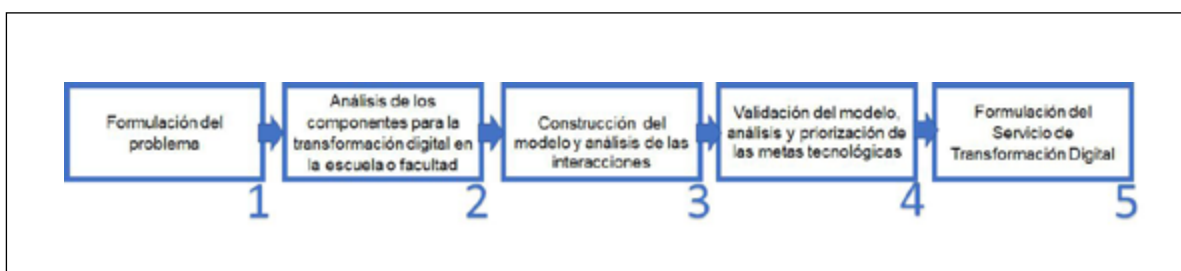 Formulación del
problema
1
Análisis de los
componentes para la
transformación digital en
la escuela o facultad
2
Construcción del
modelo y análisis de las
interacciones
3
Validación del modelo,
análisis y priorización de
las metas tecnológicas
4
Formulación del
Servicio de
Transformación Digital
5